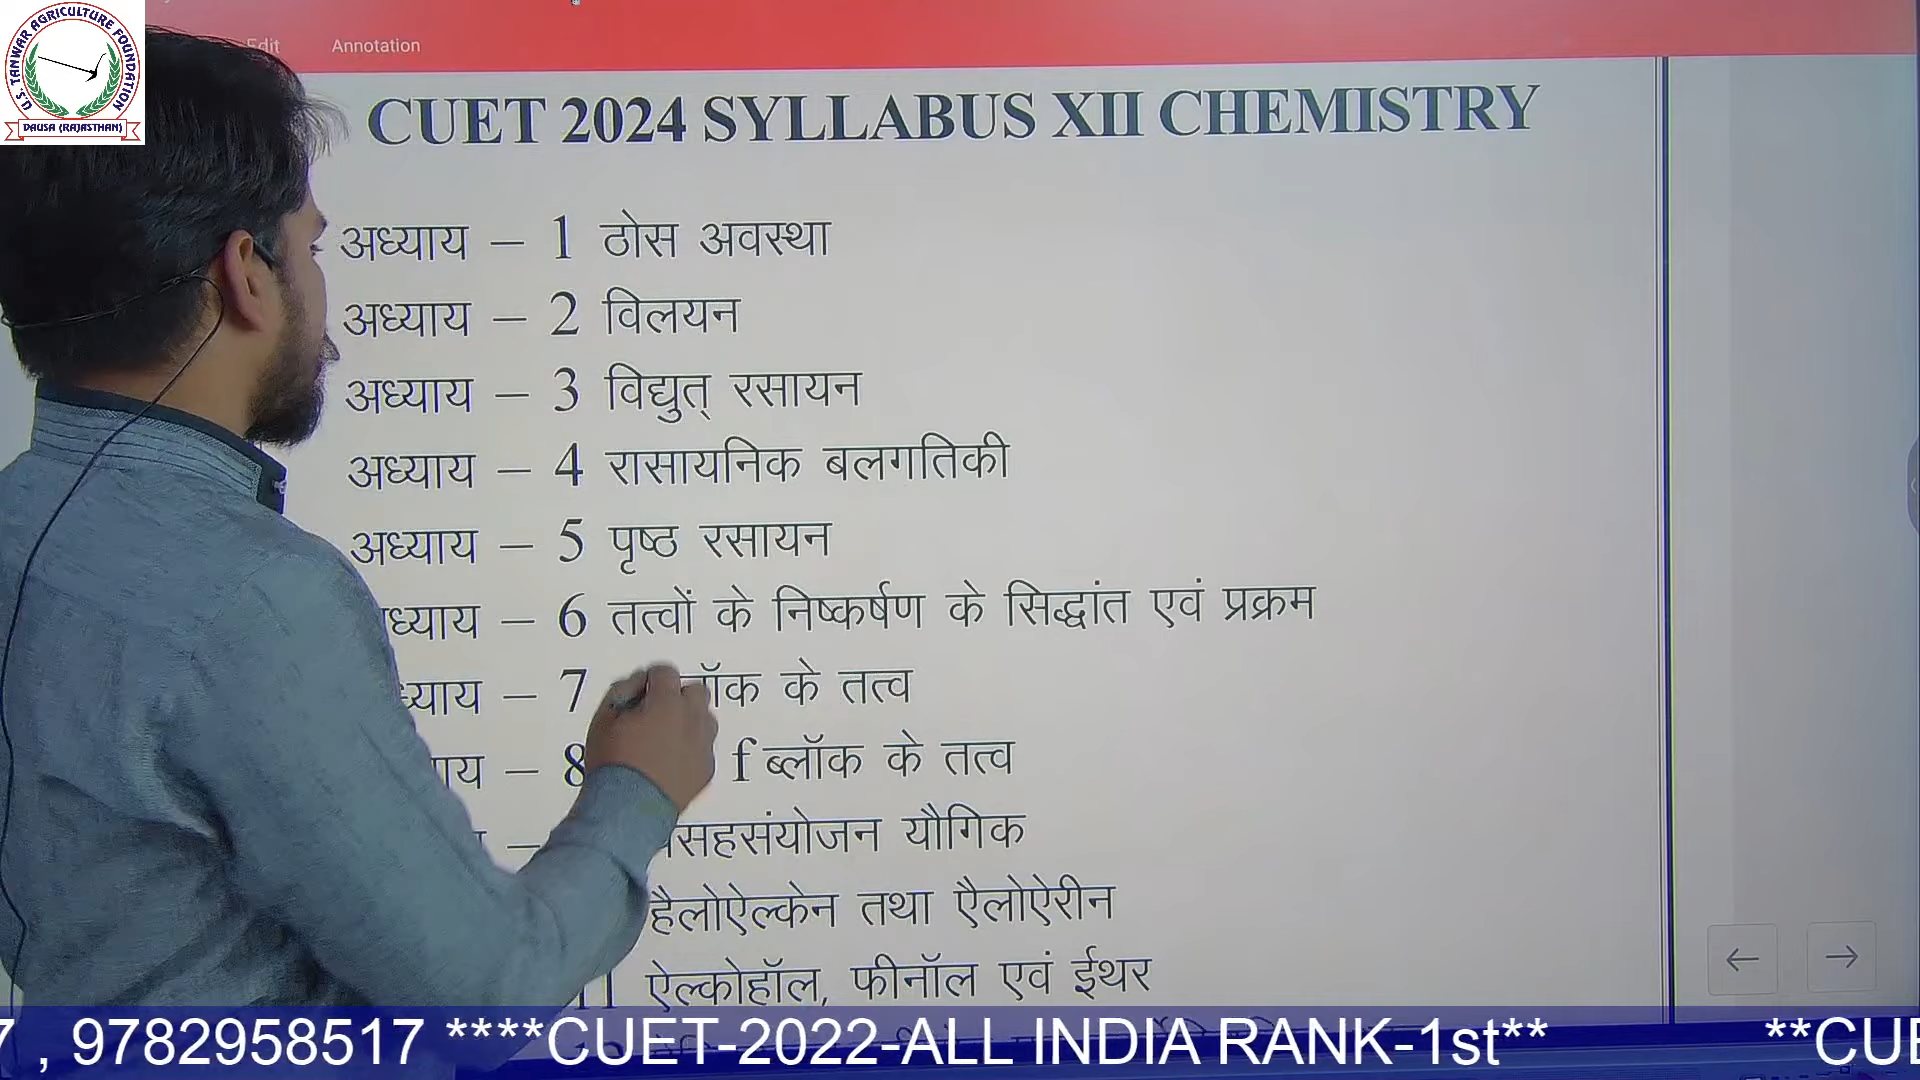 U.S. TANWAR AGRICULTURE FOUNDATION
DAUSA (RAJASTHAN)
Edit Annotation
CUET 2024 SYLLABUS XII CHEMISTRY
अध्याय – 1 ठोस अवस्था
अध्याय – 2 विलयन
अध्याय – 3 विद्युत् रसायन
अध्याय – 4 रासायनिक बलगतिकी
अध्याय – 5 पृष्ठ रसायन
ध्याय – 6 तत्वों के निष्कर्षण के सिद्धांत एवं प्रक्रम
ध्याय – 7 के तत्व
– 8 f ब्लॉक के तत्व
– सहसंयोजन यौगिक
हैलोऐल्केन तथा ऐलोऐरीन
11 ऐल्कोहॉल, फीनॉल एवं ईथर
7 , 9782958517 ****CUET-2022-ALL INDIA RANK-1st** **CUE